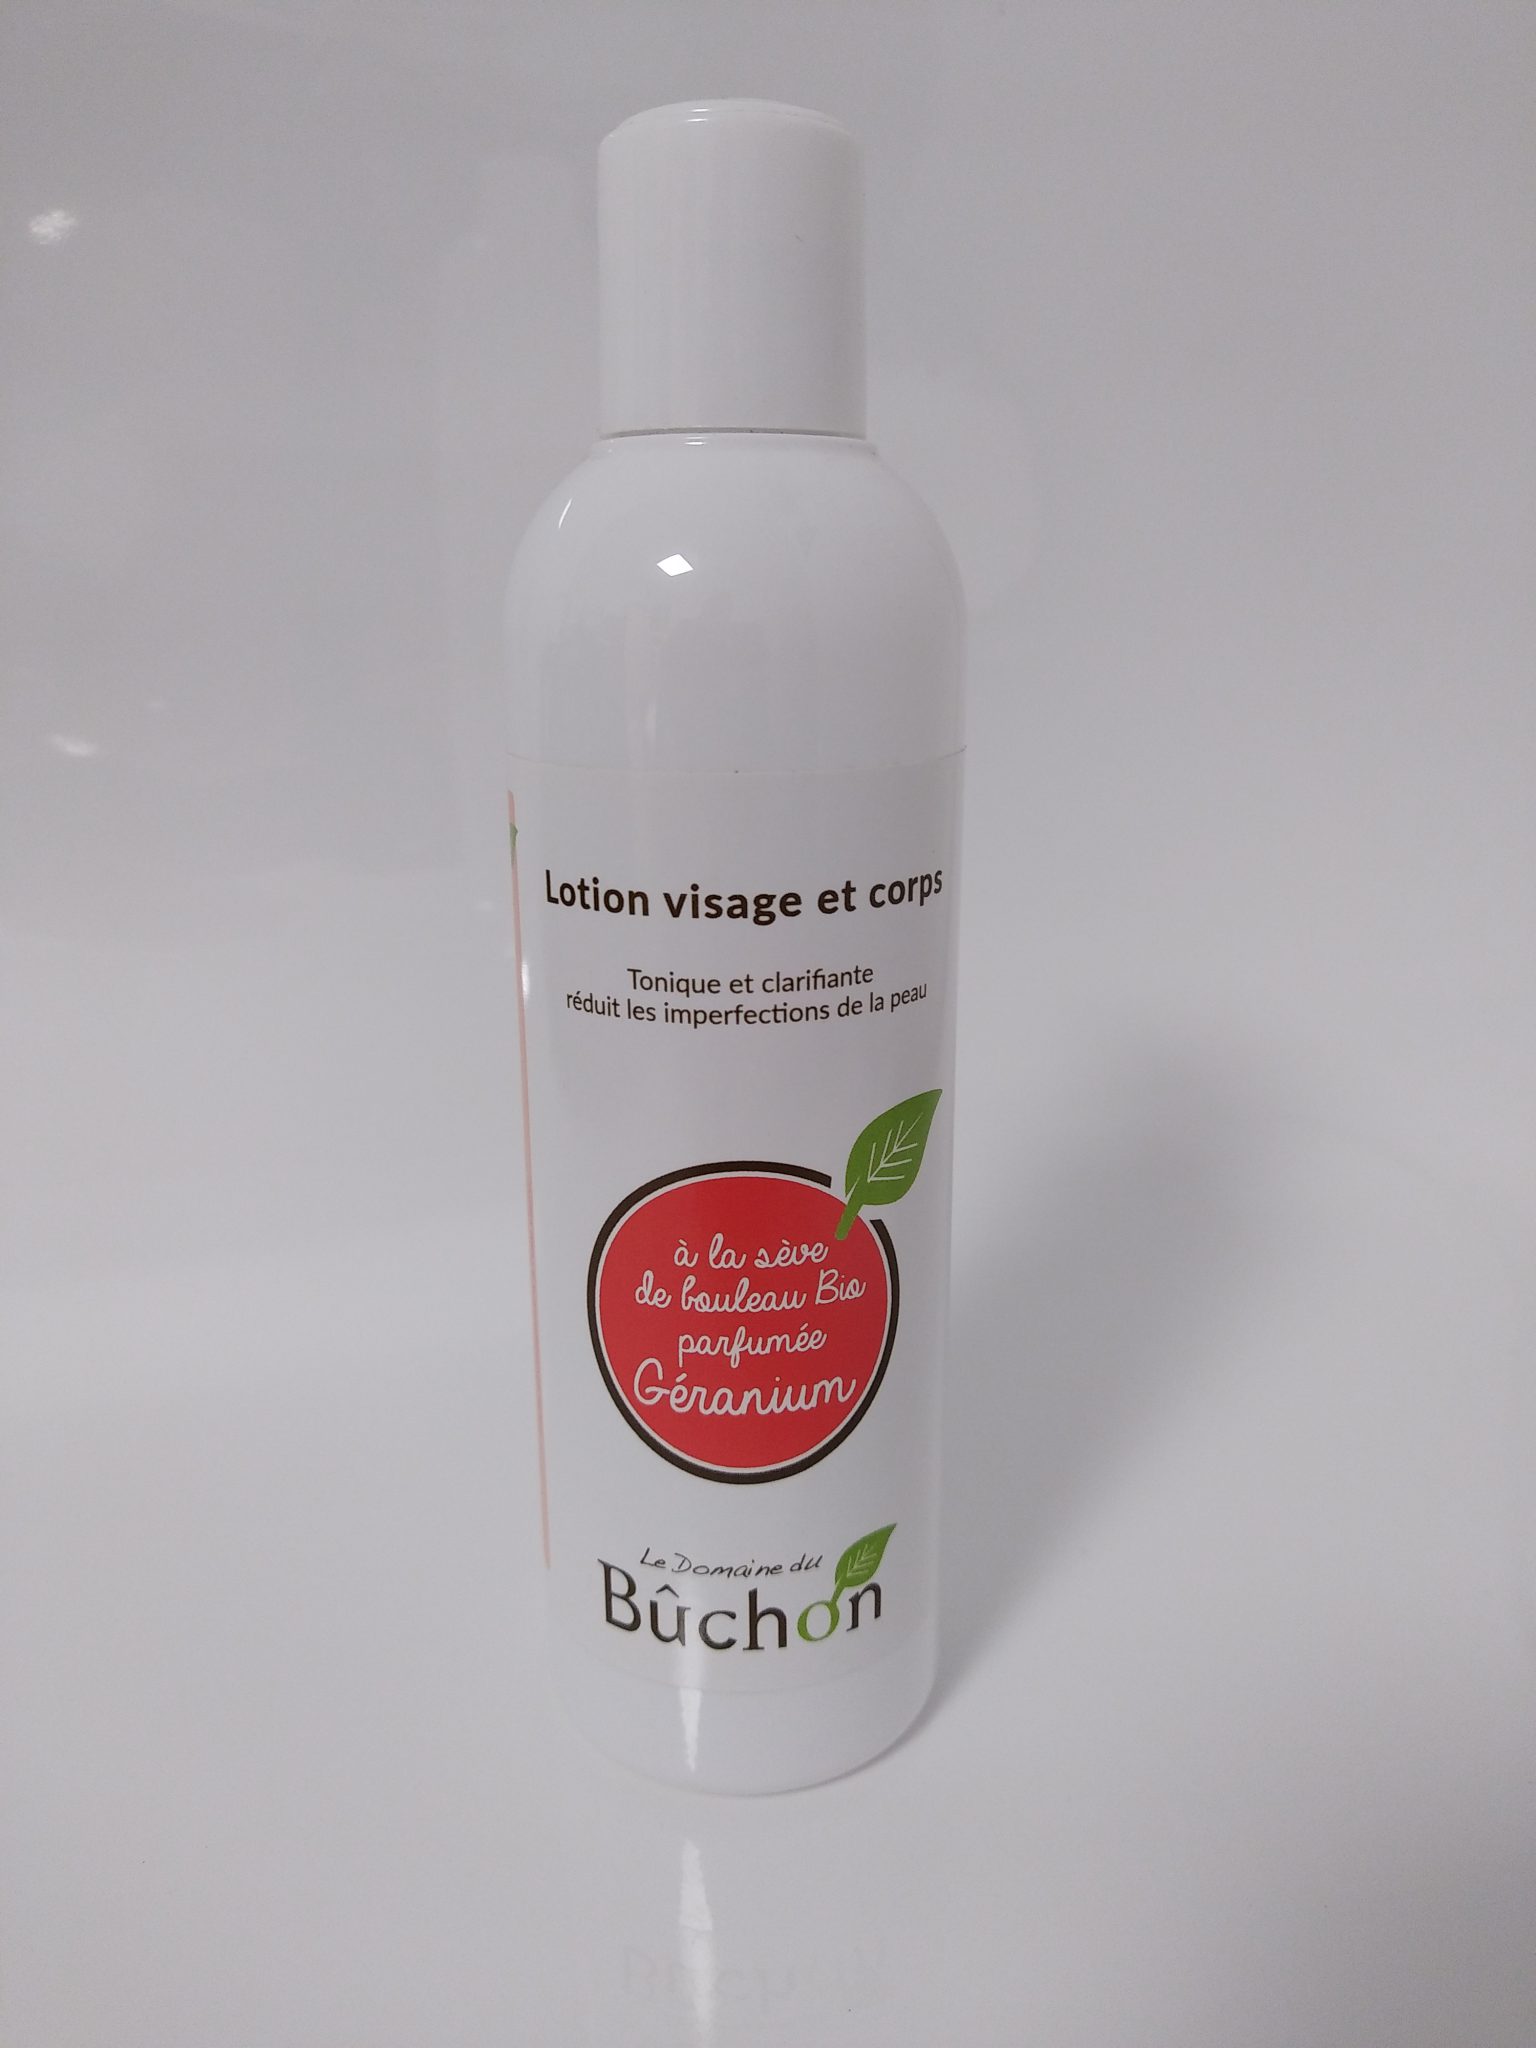 Lotion visage et corps
Tonique et clarifiante
réduit les imperfections de la peau
à la sève
de bouleau Bio
parfumée
Géranium
Le Domaine du
Bûchon